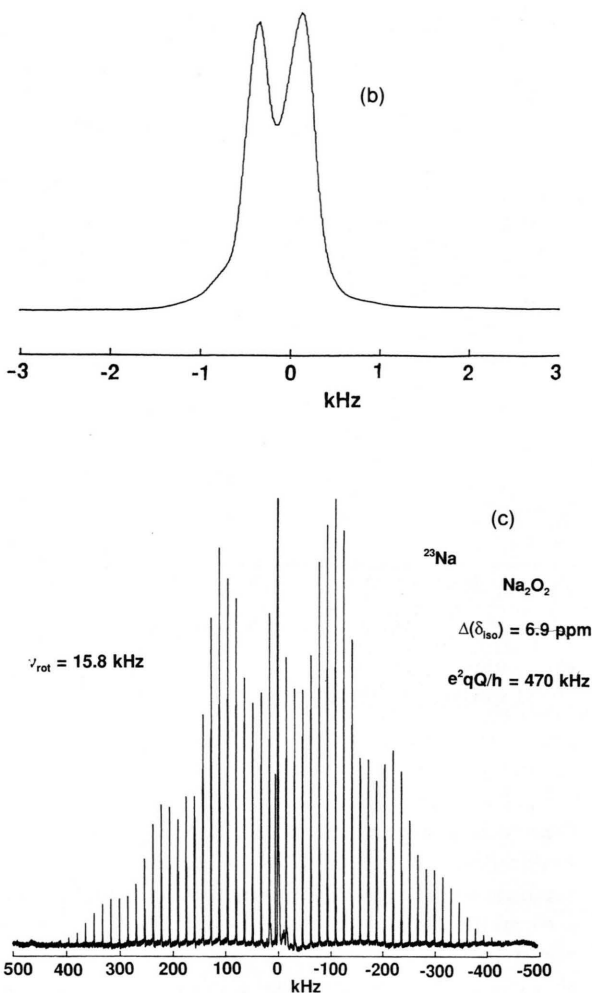 (b)
-3 -2 -1 0 1 2 3
kHz
(c)
²³Na
Na₂O₂
Δ(δiso) = 6.9 ppm
νrot = 15.8 kHz
e²qQ/h = 470 kHz
500 400 300 200 100 0 -100 -200 -300 -400 -500
kHz